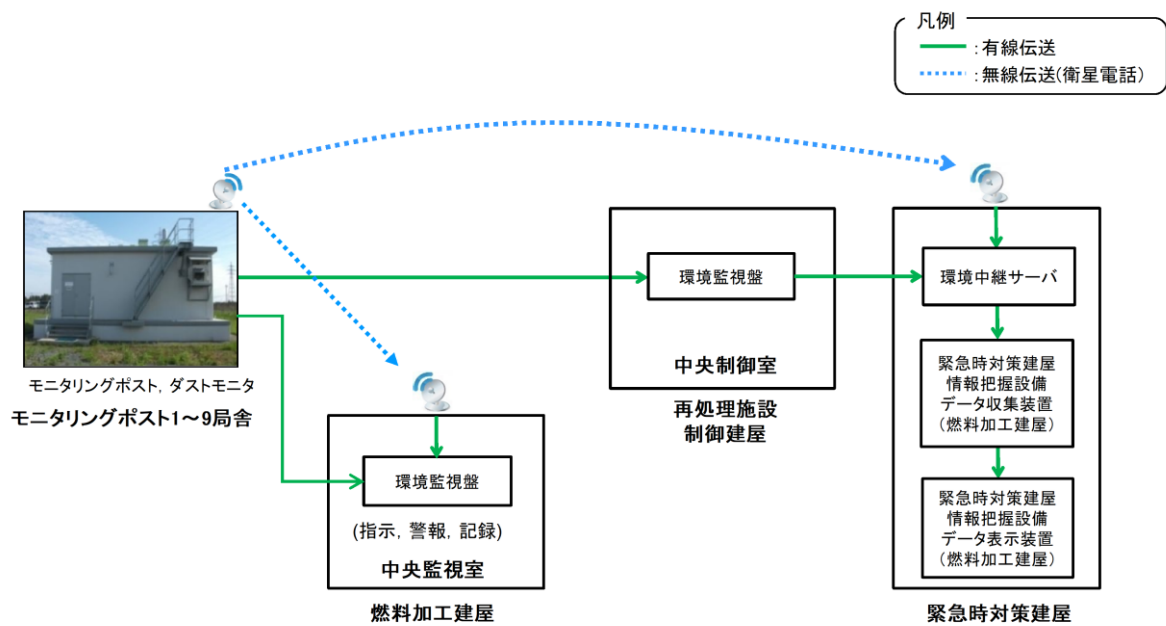 凡例
:有線伝送
:無線伝送(衛星電話)
モニタリングポスト, ダストモニタ
モニタリングポスト1～9局舎
環境監視盤
(指示, 警報, 記録)
中央監視室
燃料加工建屋
環境監視盤
中央制御室
再処理施設
制御建屋
環境中継サーバ
緊急時対策建屋
情報把握設備
データ収集装置
(燃料加工建屋)
緊急時対策建屋
情報把握設備
データ表示装置
(燃料加工建屋)
緊急時対策建屋